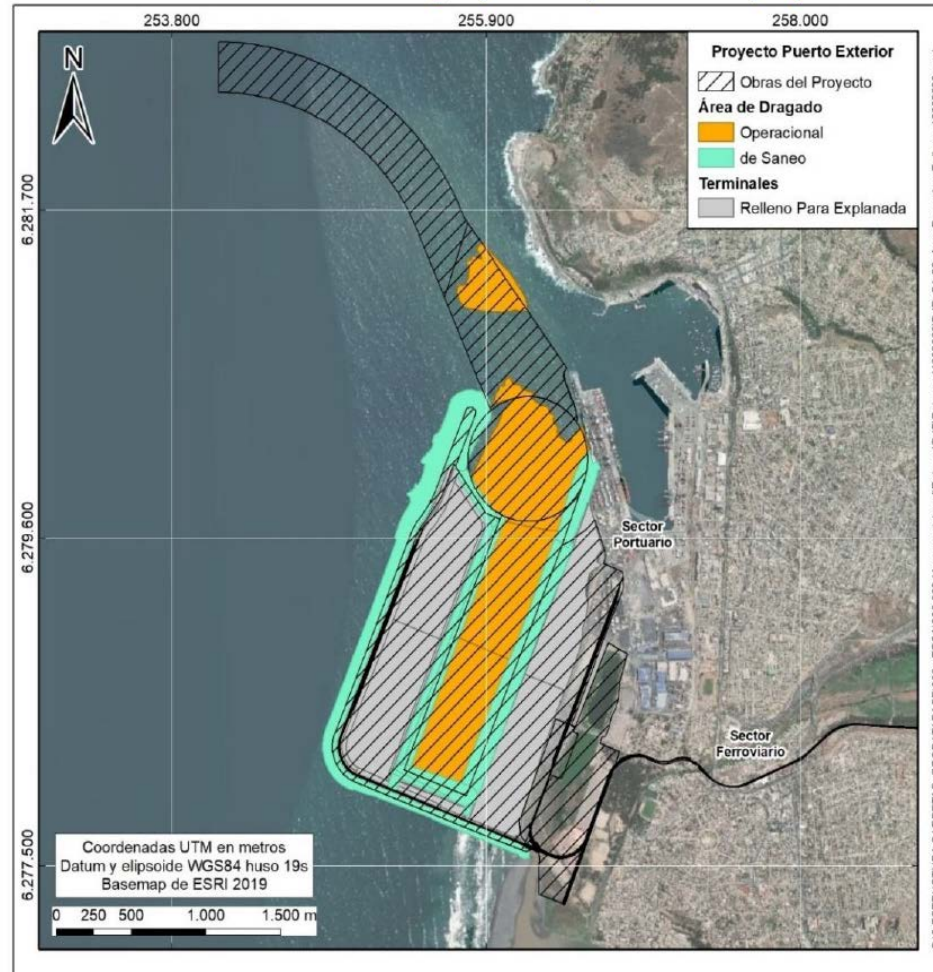 253.800
255.900
258.000
N
Proyecto Puerto Exterior
Obras del Proyecto
Área de Dragado
Operacional
de Saneo
Terminales
Relleno Para Explanada
6.281.700
6.279.600
6.277.500
Sector
Portuario
Sector
Ferroviario
Coordenadas UTM en metros
Datum y elipsoide WGS84 huso 19s
Basemap de ESRI 2019
0 250 500 1.000 1.500 m